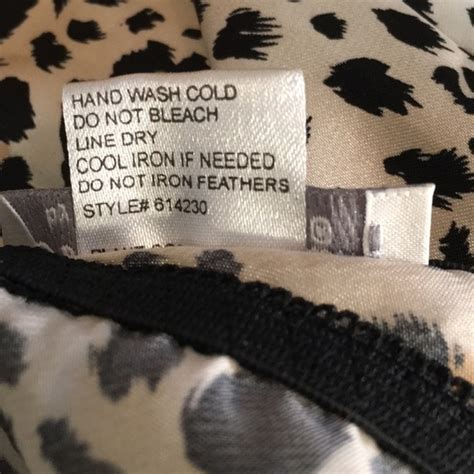 HAND WASH COLD
DO NOT BLEACH
LINE DRY
COOL IRON IF NEEDED
DO NOT IRON FEATHERS
STYLE# 614230